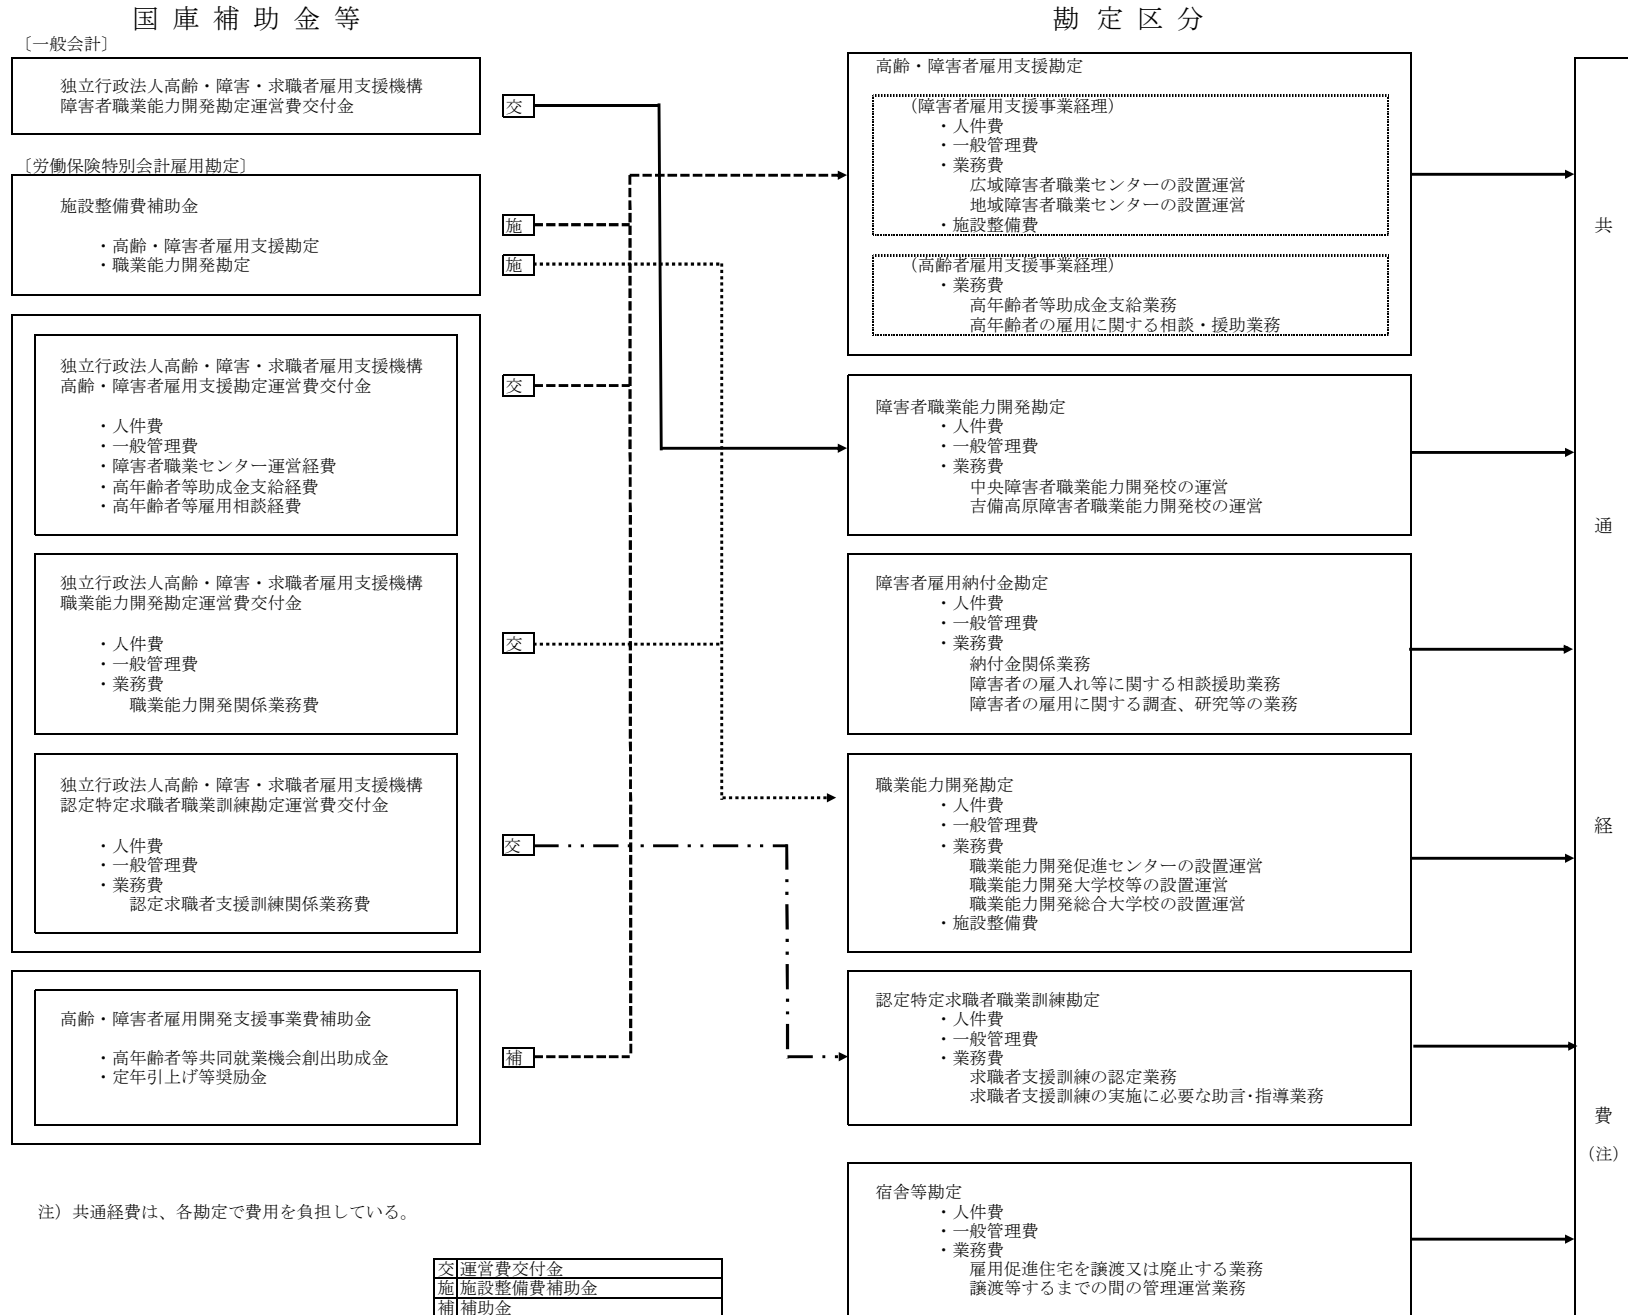 国庫補助金等
〔一般会計〕
独立行政法人高齢・障害・求職者雇用支援機構
障害者職業能力開発勘定運営費交付金
交
〔労働保険特別会計雇用勘定〕
施設整備費補助金
・高齢・障害者雇用支援勘定
・職業能力開発勘定
施
施
独立行政法人高齢・障害・求職者雇用支援機構
高齢・障害者雇用支援勘定運営費交付金
・人件費
・一般管理費
・障害者職業センター運営経費
・高年齢者等助成金支給経費
・高年齢者等雇用相談経費
交
独立行政法人高齢・障害・求職者雇用支援機構
職業能力開発勘定運営費交付金
・人件費
・一般管理費
・業務費
職業能力開発関係業務費
交
独立行政法人高齢・障害・求職者雇用支援機構
認定特定求職者職業訓練勘定運営費交付金
・人件費
・一般管理費
・業務費
認定求職者支援訓練関係業務費
交
高齢・障害者雇用開発支援事業費補助金
・高年齢者等共同就業機会創出助成金
・定年引上げ等奨励金
補
注）共通経費は、各勘定で費用を負担している。
交 運営費交付金
施 施設整備費補助金
補 補助金
勘定区分
高齢・障害者雇用支援勘定
（障害者雇用支援事業経理）
・人件費
・一般管理費
・業務費
広域障害者職業センターの設置運営
地域障害者職業センターの設置運営
・施設整備費
（高齢者雇用支援事業経理）
・業務費
高年齢者等助成金支給業務
高年齢者の雇用に関する相談・援助業務
障害者職業能力開発勘定
・人件費
・一般管理費
・業務費
中央障害者職業能力開発校の運営
吉備高原障害者職業能力開発校の運営
障害者雇用納付金勘定
・人件費
・一般管理費
・業務費
納付金関係業務
障害者の雇入れ等に関する相談援助業務
障害者の雇用に関する調査、研究等の業務
職業能力開発勘定
・人件費
・一般管理費
・業務費
職業能力開発促進センターの設置運営
職業能力開発大学校等の設置運営
職業能力開発総合大学校の設置運営
・施設整備費
認定特定求職者職業訓練勘定
・人件費
・一般管理費
・業務費
求職者支援訓練の認定業務
求職者支援訓練の実施に必要な助言･指導業務
宿舎等勘定
・人件費
・一般管理費
・業務費
雇用促進住宅を譲渡又は廃止する業務
譲渡等するまでの間の管理運営業務
共
通
経
費
（注）